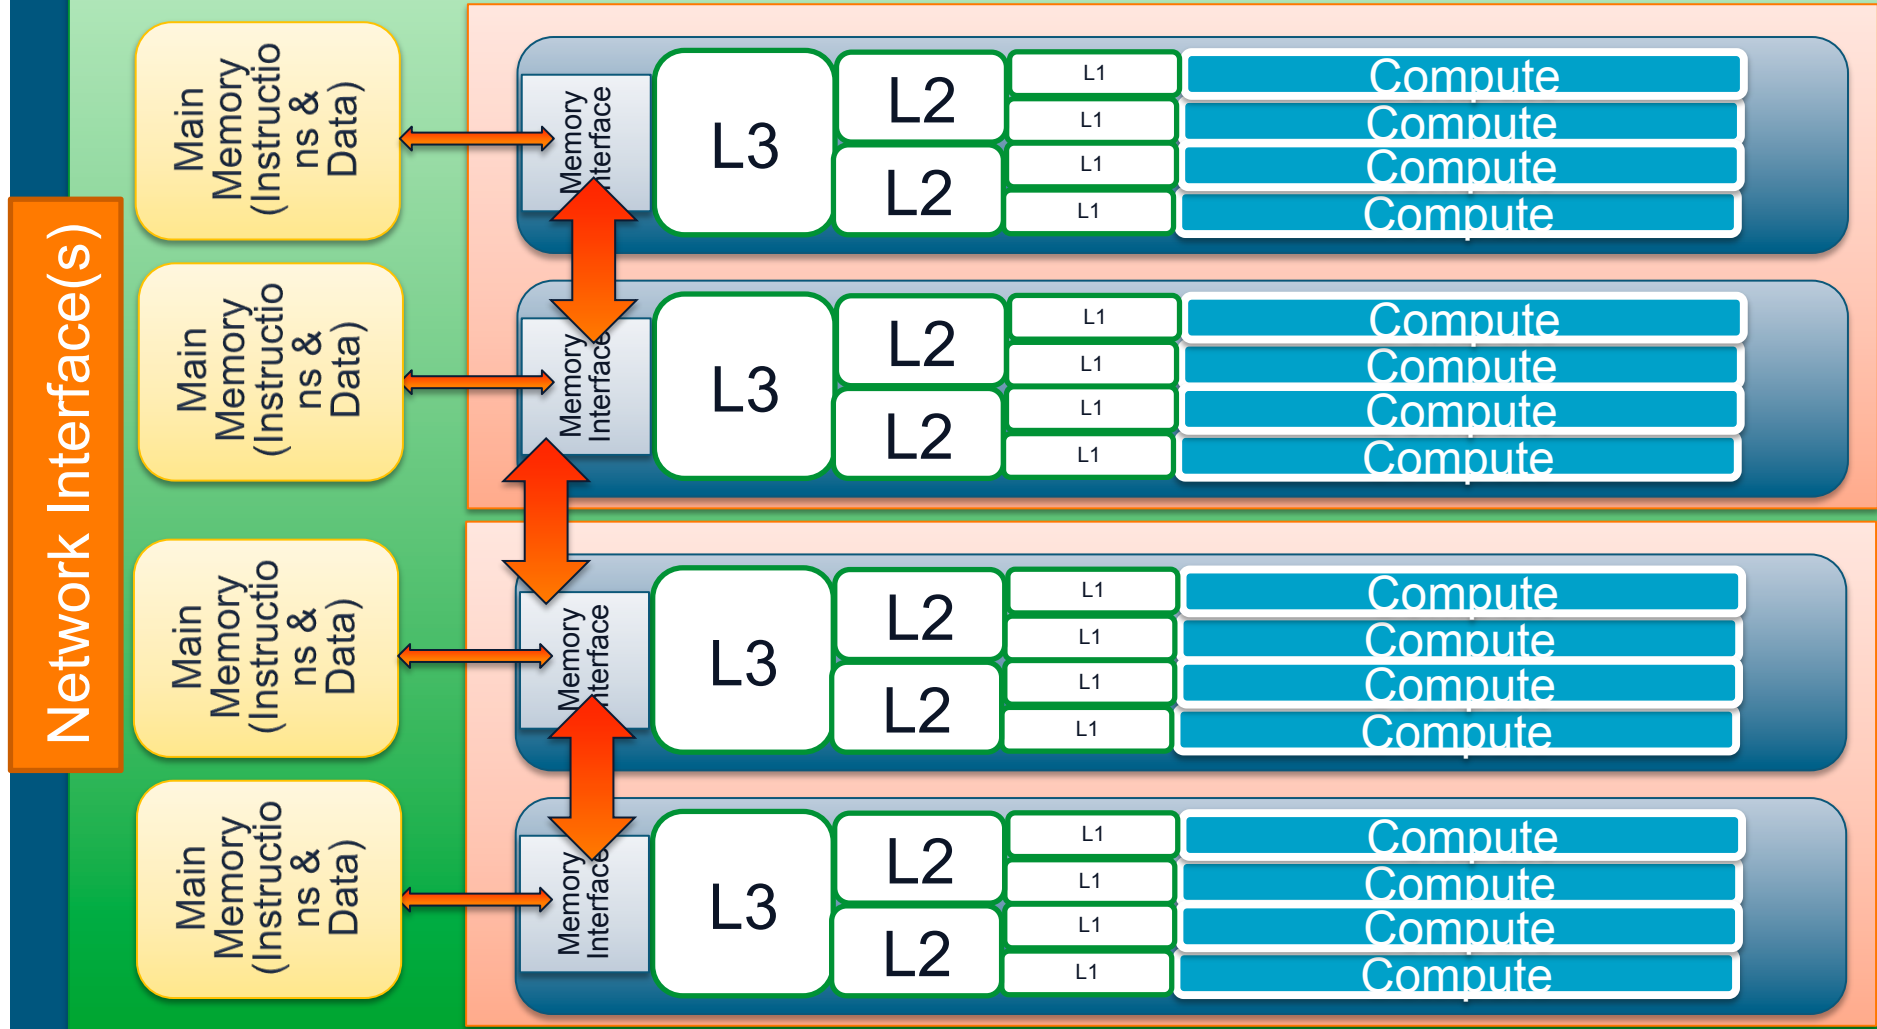 Network Interface(s)
Main
Memory
(Instructio
ns &
Data)
Memory
Interface
L3
L2
L2
L1
L1
L1
L1
Compute
Compute
Compute
Compute
Main
Memory
(Instructio
ns &
Data)
Memory
Interface
L3
L2
L2
L1
L1
L1
L1
Compute
Compute
Compute
Compute
Main
Memory
(Instructio
ns &
Data)
Memory
Interface
L3
L2
L2
L1
L1
L1
L1
Compute
Compute
Compute
Compute
Main
Memory
(Instructio
ns &
Data)
Memory
Interface
L3
L2
L2
L1
L1
L1
L1
Compute
Compute
Compute
Compute